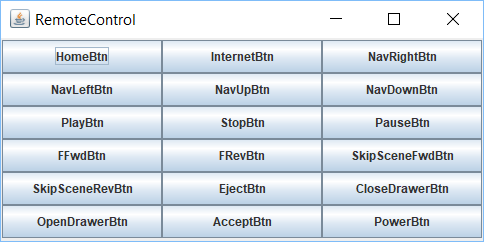 RemoteControl
HomeBtn InternetBtn NavRightBtn
NavLeftBtn NavUpBtn NavDownBtn
PlayBtn StopBtn PauseBtn
FFwdBtn FRevBtn SkipSceneFwdBtn
SkipSceneRevBtn EjectBtn CloseDrawerBtn
OpenDrawerBtn AcceptBtn PowerBtn